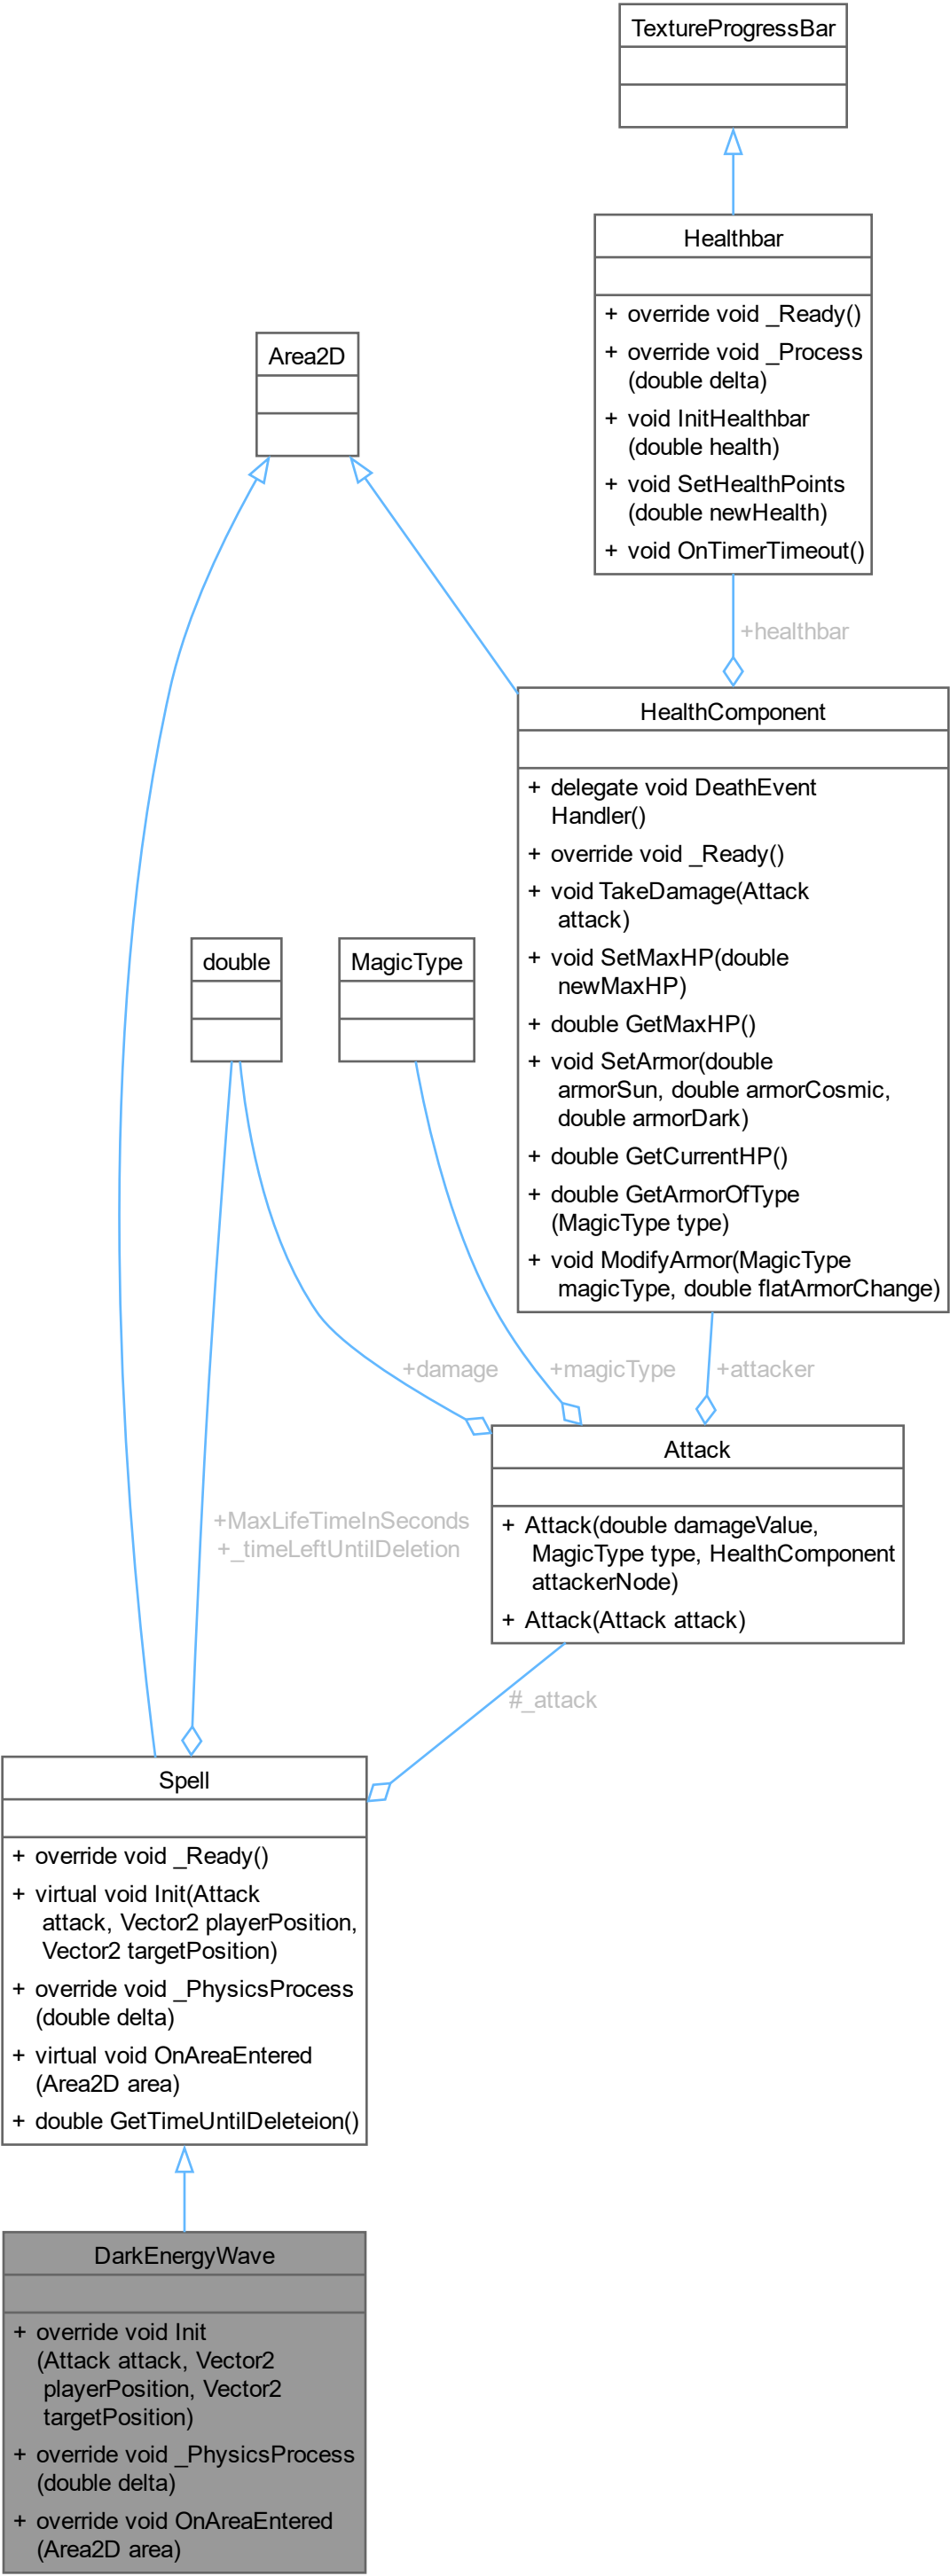 TextureProgressBar
Healthbar
+ override void _Ready()
+ override void _Process
(double delta)
+ void InitHealthbar
(double health)
+ void SetHealthPoints
(double newHealth)
+ void OnTimerTimeout()
Area2D
+healthbar
HealthComponent
+ delegate void DeathEvent
Handler()
+ override void _Ready()
+ void TakeDamage(Attack
attack)
+ void SetMaxHP(double
newMaxHP)
+ double GetMaxHP()
+ void SetArmor(double
armorSun, double armorCosmic,
double armorDark)
+ double GetCurrentHP()
+ double GetArmorOfType
(MagicType type)
+ void ModifyArmor(MagicType
magicType, double flatArmorChange)
double
MagicType
+damage
+magicType
+attacker
Attack
+ Attack(double damageValue,
MagicType type, HealthComponent
attackerNode)
+ Attack(Attack attack)
+MaxLifeTimeInSeconds
+_timeLeftUntilDeletion
#_attack
Spell
+ override void _Ready()
+ virtual void Init(Attack
attack, Vector2 playerPosition,
Vector2 targetPosition)
+ override void _PhysicsProcess
(double delta)
+ virtual void OnAreaEntered
(Area2D area)
+ double GetTimeUntilDeleteion()
DarkEnergyWave
+ override void Init
(Attack attack, Vector2
playerPosition, Vector2
targetPosition)
+ override void _PhysicsProcess
(double delta)
+ override void OnAreaEntered
(Area2D area)